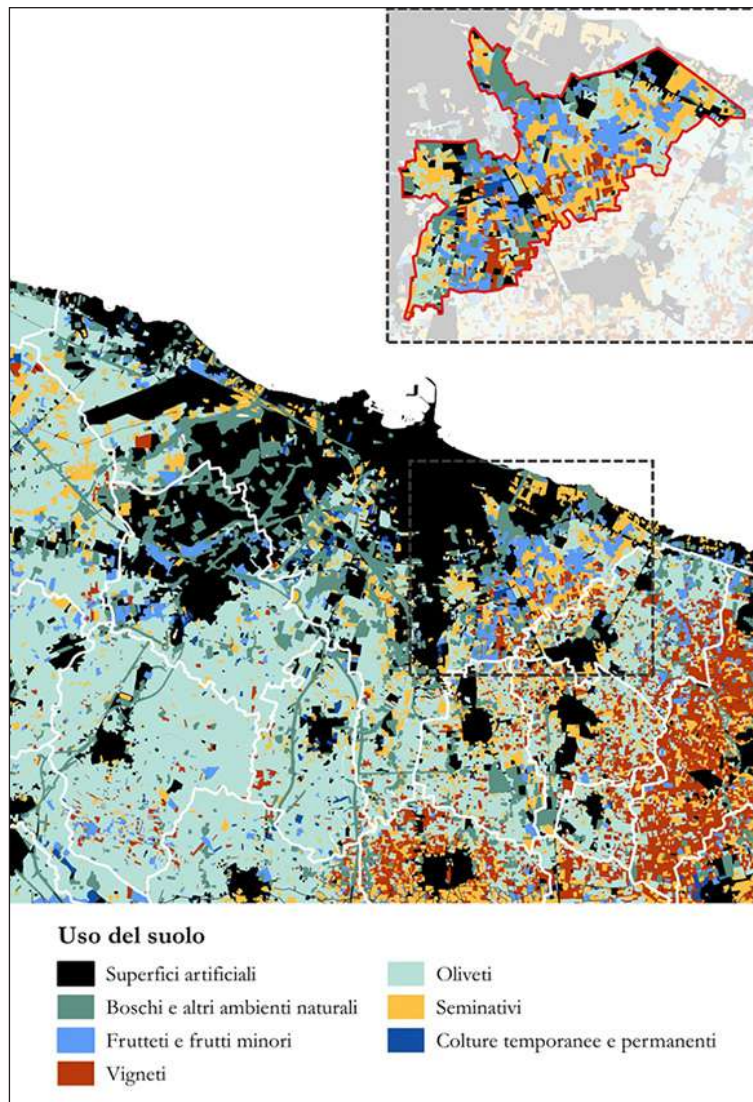 Uso del suolo
Superfici artificiali
Boschi e altri ambienti naturali
Frutteti e frutti minori
Vigneti
Oliveti
Seminativi
Colture temporanee e permanenti